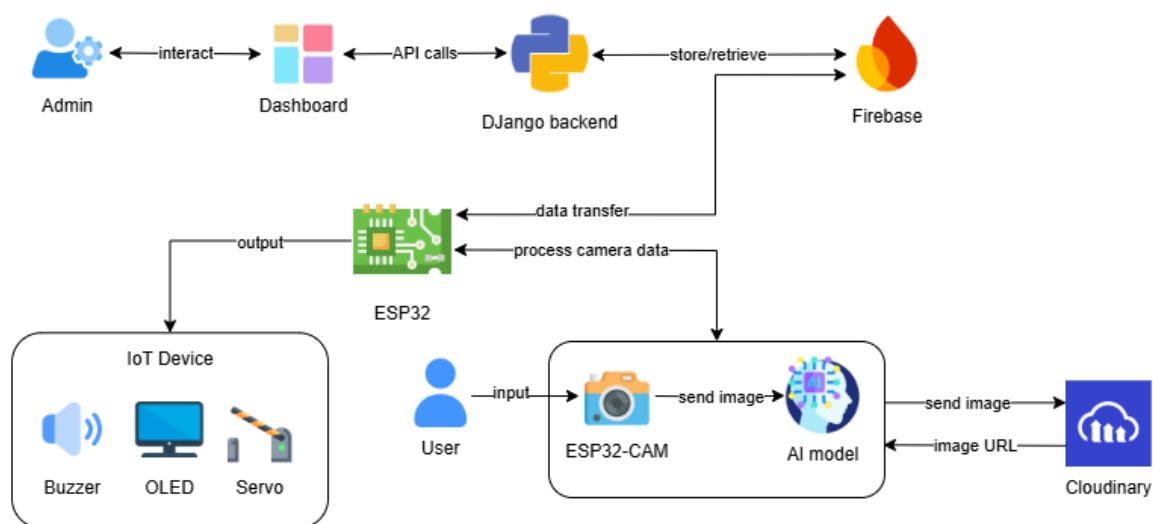 interact
API calls
store/retrieve
Admin
Dashboard
DJango backend
Firebase
data transfer
output
process camera data
ESP32
IoT Device
AI
input
send image
send image
User
ESP32-CAM
AI model
image URL
Buzzer
OLED
Servo
Cloudinary